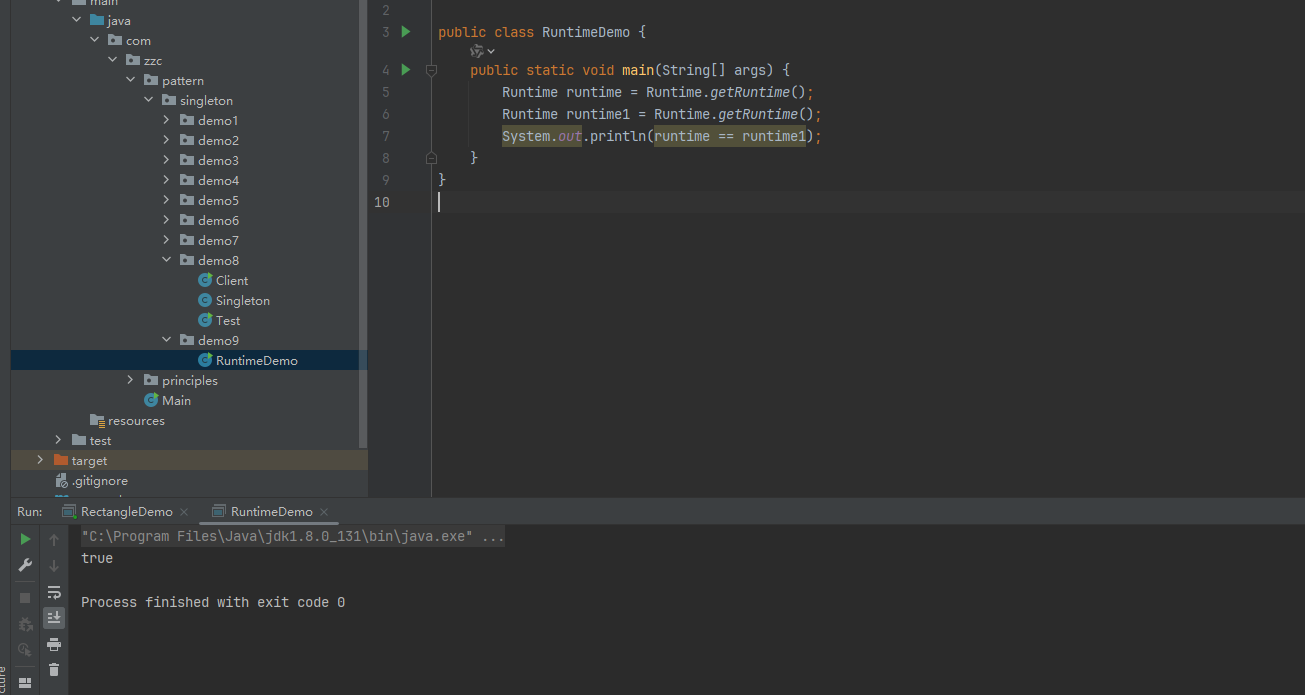 main
java
com
zzc
pattern
singleton
demo1
demo2
demo3
demo4
demo5
demo6
demo7
demo8
Client
Singleton
Test
demo9
RuntimeDemo
principles
Main
resources
test
target
.gitignore
2
3 public class RuntimeDemo {
4 public static void main(String[] args) {
5 Runtime runtime = Runtime.getRuntime();
6 Runtime runtime1 = Runtime.getRuntime();
7 System.out.println(runtime == runtime1);
8 }
9 }
10
Run: RectangleDemo RuntimeDemo
"C:\Program Files\Java\jdk1.8.0_131\bin\java.exe" ...
true
Process finished with exit code 0